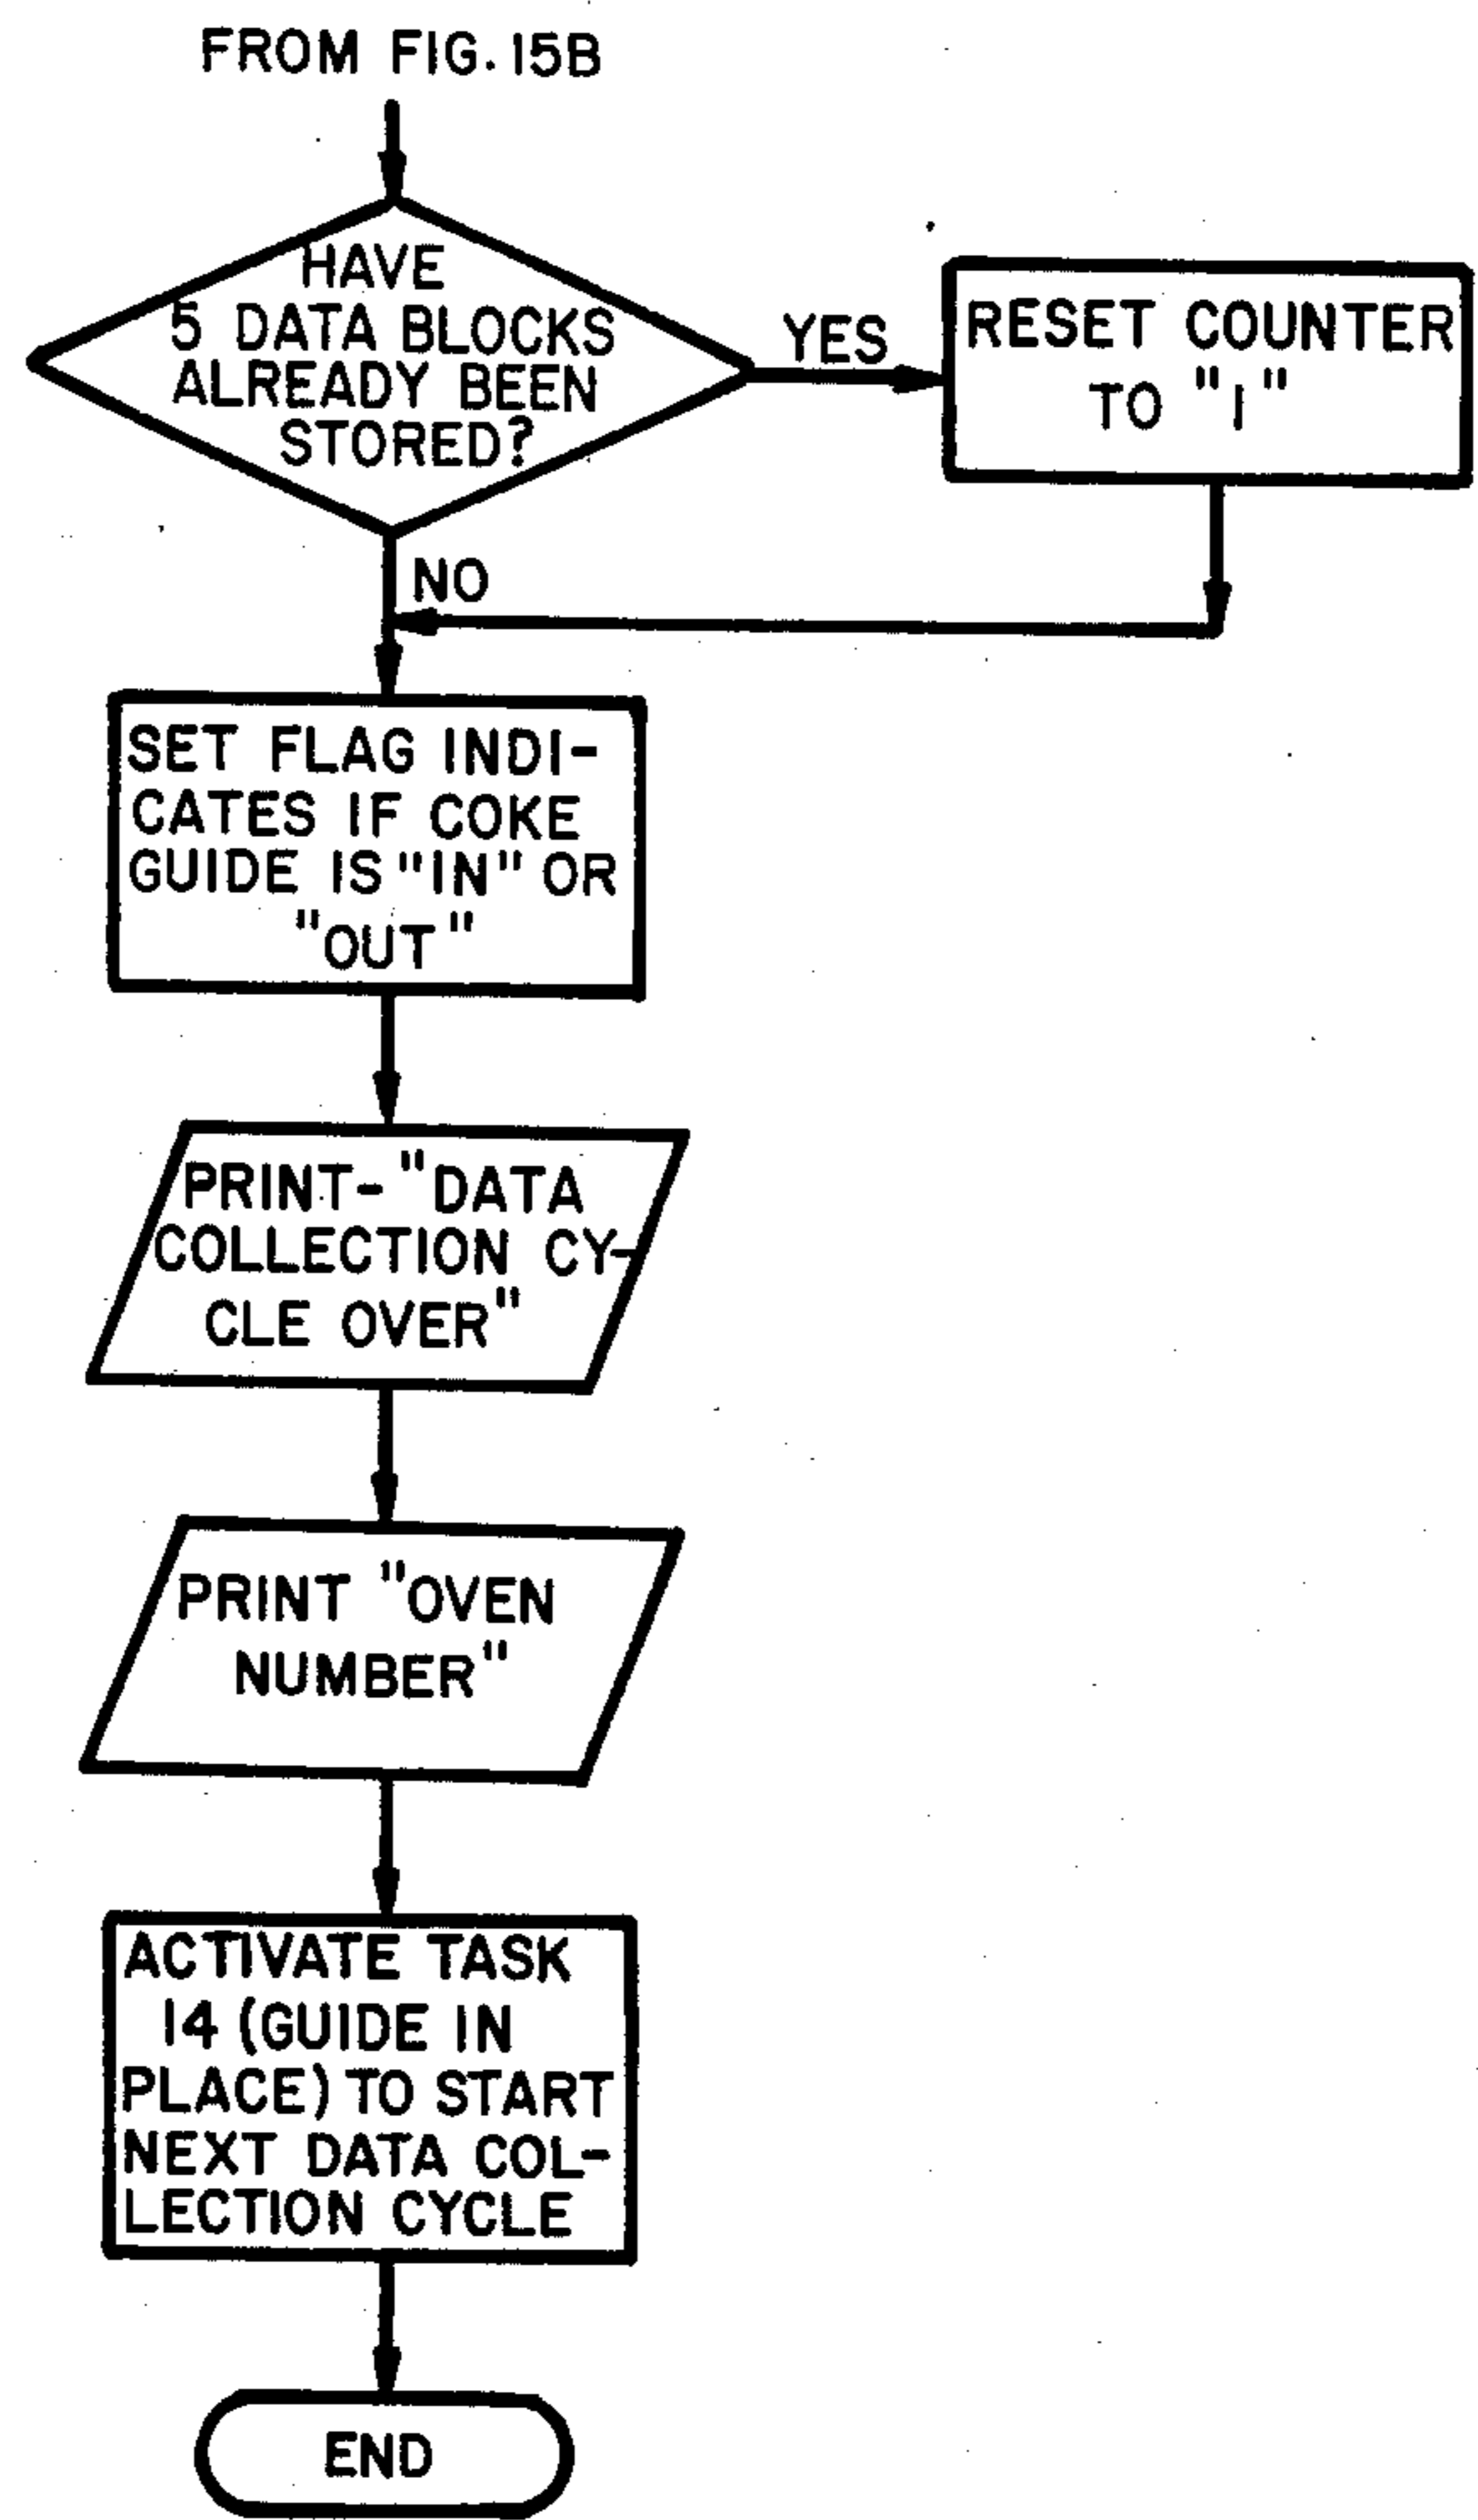 FROM FIG. 15B
HAVE
5 DATA BLOCKS
ALREADY BEEN
STORED?
YES
RESET COUNTER
TO "1"
NO
SET FLAG INDI-
CATES IF COKE
GUIDE IS "IN" OR
"OUT"
PRINT-"DATA
COLLECTION CY-
CLE OVER"
PRINT "OVEN
NUMBER"
ACTIVATE TASK
14 (GUIDE IN
PLACE) TO START
NEXT DATA COL-
LECTION CYCLE
END